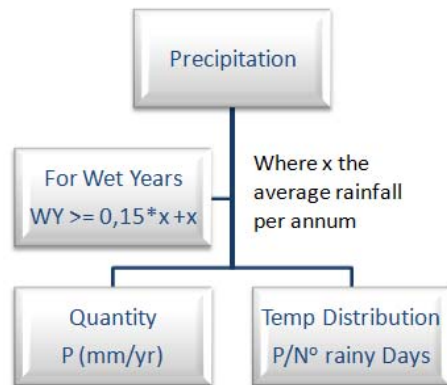 Precipitation
For Wet Years
WY >= 0,15*x+x
Where x the
average rainfall
per annum
Quantity
P (mm/yr)
Temp Distribution
P/Nº rainy Days